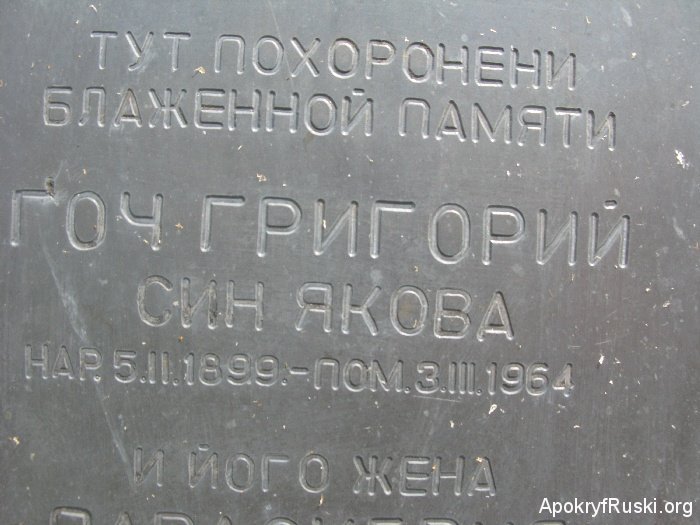 ТУТ ПОХОРОНЕНИ
БЛАЖЕННОЙ ПАМЯТИ
ГОЧ ГРИГОРИЙ
СИН ЯКОВА
НАР. 5.II.1899.-ПОМ. 3.III.1964
И ЙОГО ЖЕНА
ApokryfRuski.org